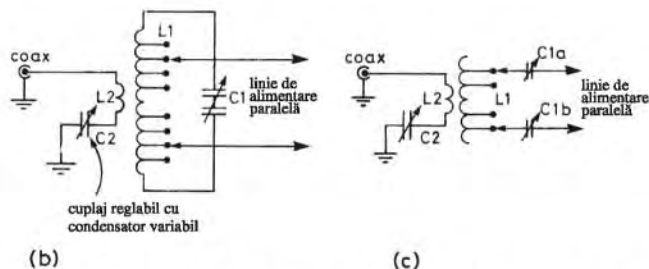 coax
L2
C2
L1
C1
linie de
alimentare
paralelă
cuplaj reglabil cu
condensator variabil
(b)
coax
L2
C2
L1
C1a
C1b
linie de
alimentare
paralelă
(c)